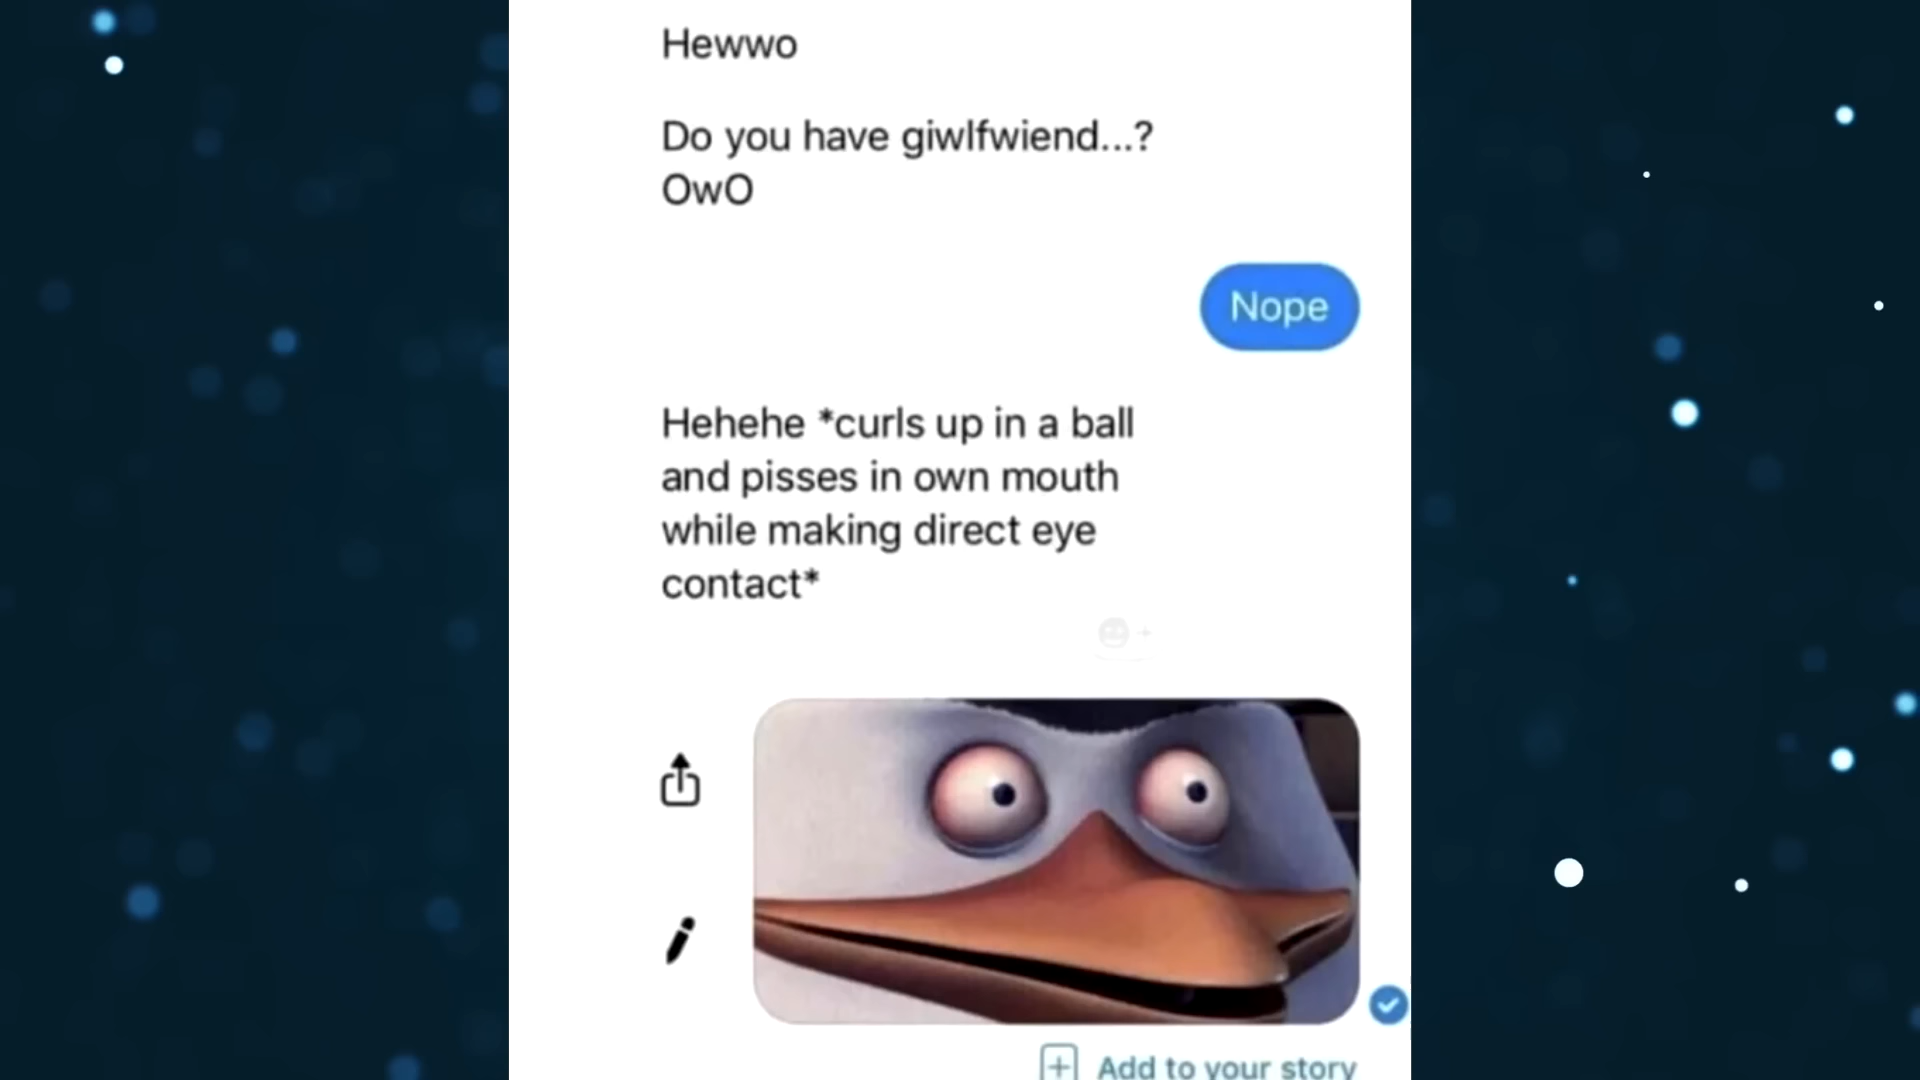 Hewwo
Do you have giwlfwiend...?
OwO
Nope
Hehehe *curls up in a ball
and pisses in own mouth
while making direct eye
contact*
Add to your story